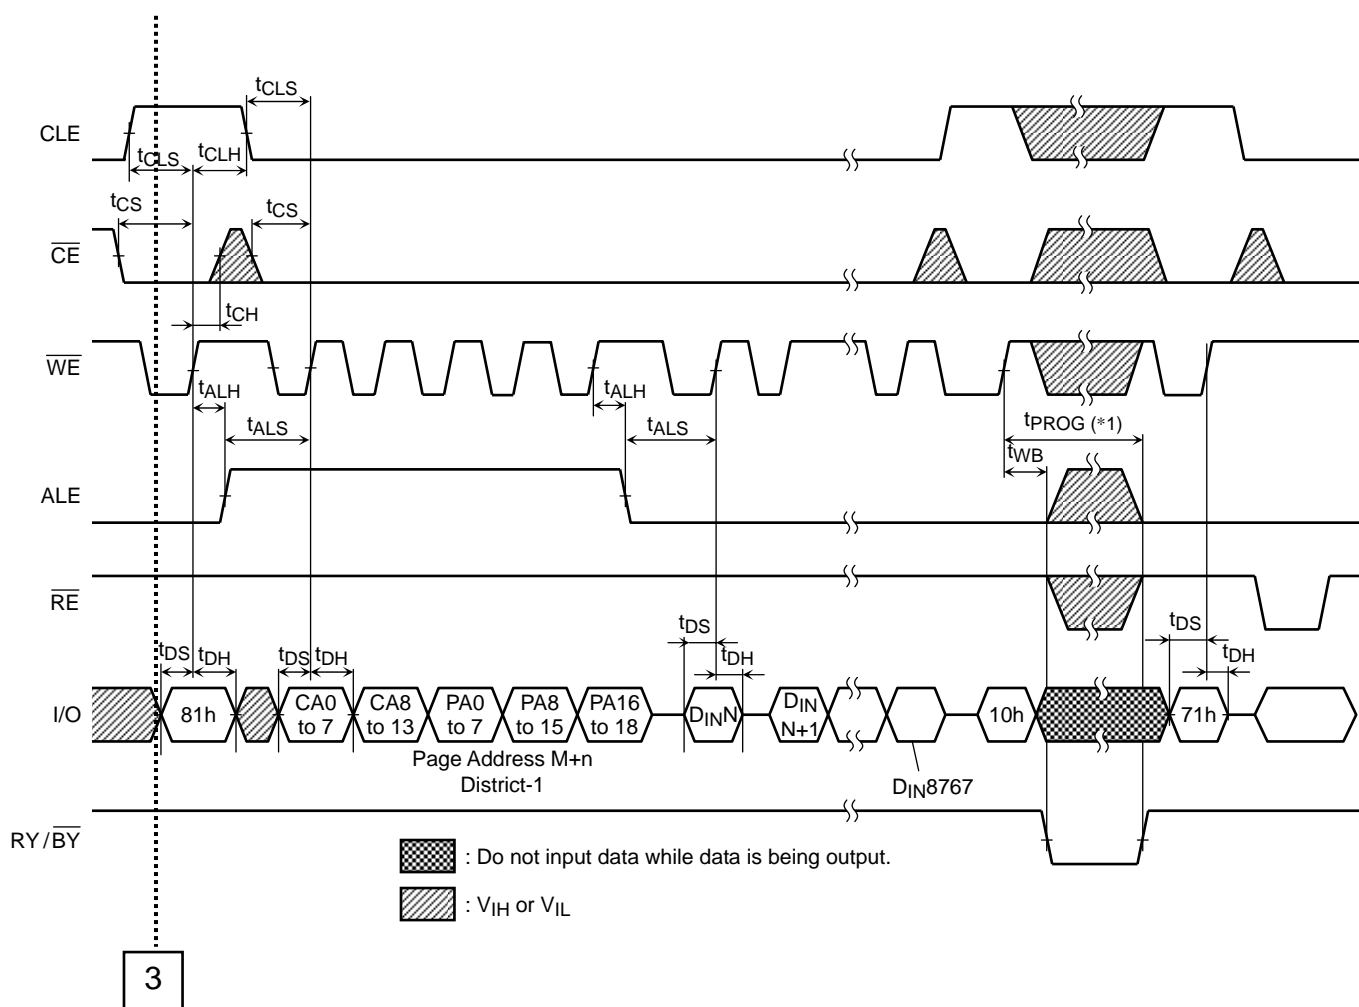 tCLS
CLE
tCLS
tCLH
tCS
tCS
CE
tCH
WE
tALH
tALH
tALS
tALS
tPROG (*1)
tWB
ALE
RE
tDS
tDH
tDS
tDH
tDS
tDH
tDS
tDH
I/O
81h
CA0
to 7
CA8
to 13
PA0
to 7
PA8
to 15
PA16
to 18
DINN
DIN
N+1
10h
71h
Page Address M+n
District-1
DIN8767
RY/BY
: Do not input data while data is being output.
: VIH or VIL
3